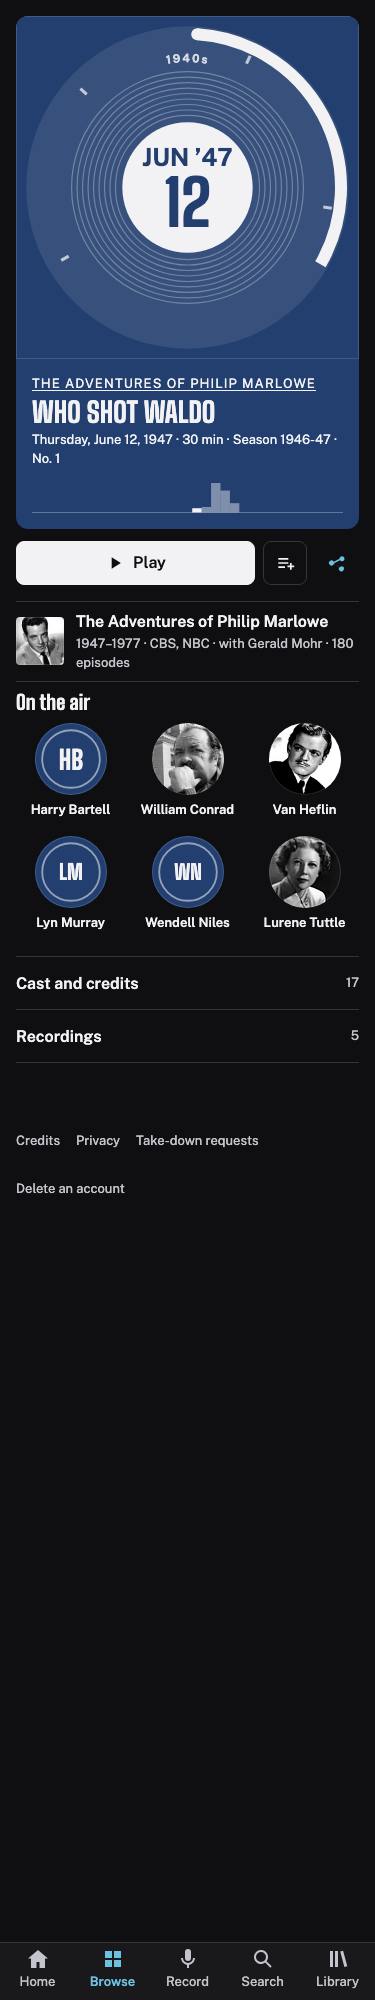 1940s
JUN ’47
12
THE ADVENTURES OF PHILIP MARLOWE
WHO SHOT WALDO
Thursday, June 12, 1947 · 30 min · Season 1946-47 ·
No. 1
Play
The Adventures of Philip Marlowe
1947–1977 · CBS, NBC · with Gerald Mohr · 180
episodes
On the air
HB
Harry Bartell
William Conrad
Van Heflin
LM
WN
Lyn Murray
Wendell Niles
Lurene Tuttle
Cast and credits
17
Recordings
5
Credits
Privacy
Take-down requests
Delete an account
Home
Browse
Record
Search
Library